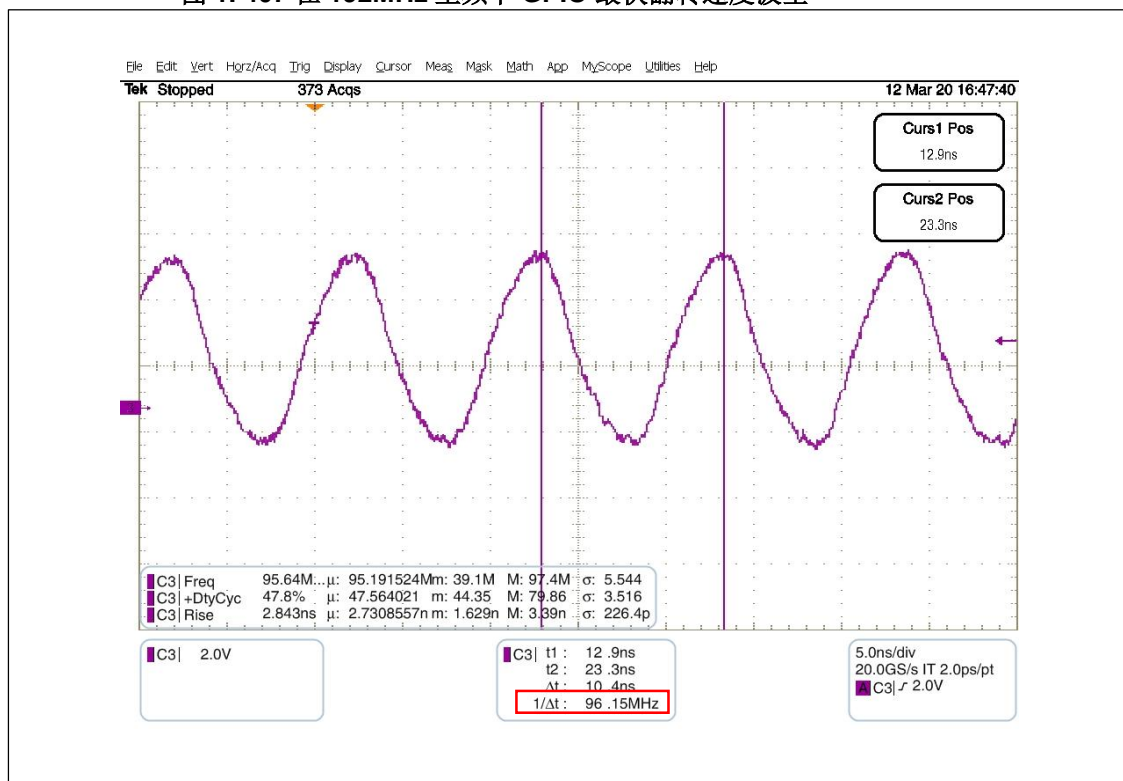 File Edit Vert Horz/Acq Trig Display Cursor Meas Mask Math App MyScope Utilities Help
Tek Stopped 373 Acqs 12 Mar 20 16:47:40
Curs1 Pos
12.9ns
Curs2 Pos
23.3ns
C3 Freq 95.64M...μ: 95.191524Mm: 39.1M M: 97.4M σ: 5.544
C3 +DtyCyc 47.8% μ: 47.564021 m: 44.35 M: 79.86 σ: 3.516
C3 Rise 2.843ns μ: 2.7308557n m: 1.629n M: 3.39n σ: 226.4p
C3 2.0V
C3 t1 : 12 .9ns
t2 : 23 .3ns
Δt : 10 .4ns
1/Δt : 96 .15MHz
5.0ns/div
20.0GS/s IT 2.0ps/pt
A C3 2.0V